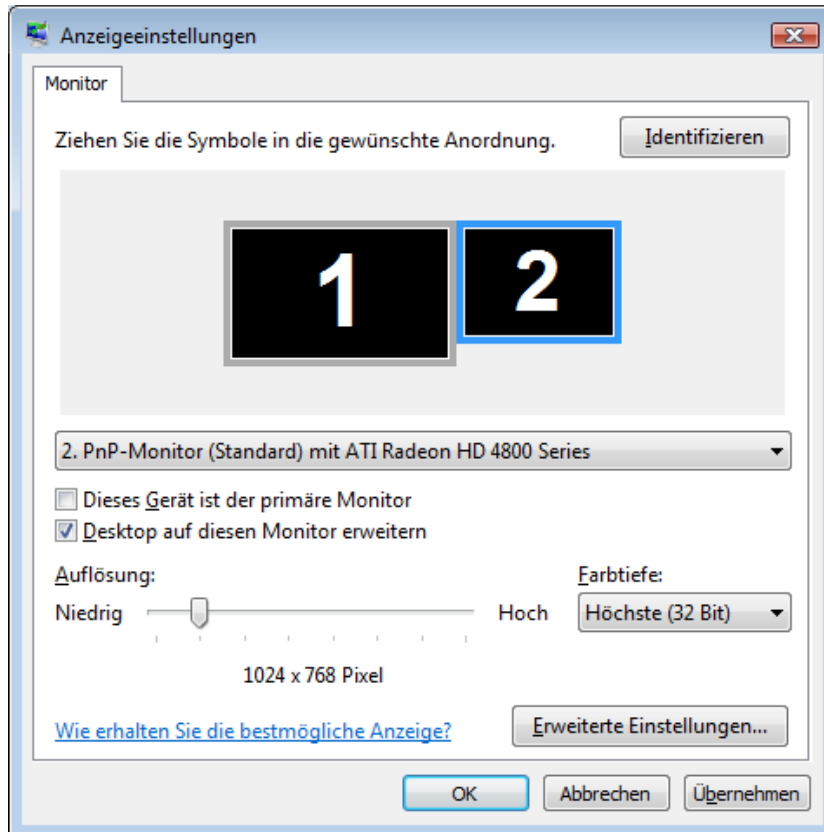 Anzeigeeinstellungen
Monitor
Ziehen Sie die Symbole in die gewünschte Anordnung.
Identifizieren
1
2
2. PnP-Monitor (Standard) mit ATI Radeon HD 4800 Series
Dieses Gerät ist der primäre Monitor
Desktop auf diesen Monitor erweitern
Auflösung:
Farbtiefe:
Niedrig
Hoch
Höchste (32 Bit)
1024 x 768 Pixel
Wie erhalten Sie die bestmögliche Anzeige?
Erweiterte Einstellungen...
OK
Abbrechen
Übernehmen